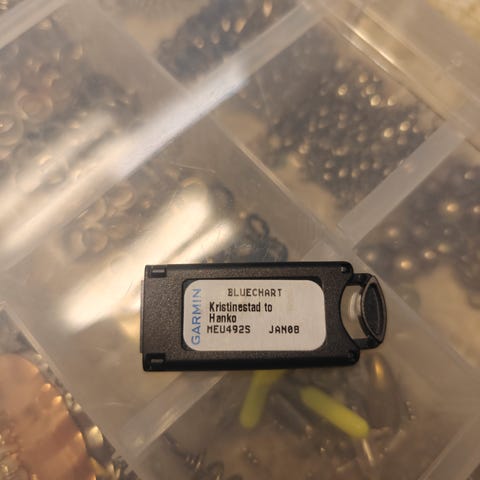 GARMIN
BLUECHART
Kristinestad to
Hanko
MEU492S JAN08